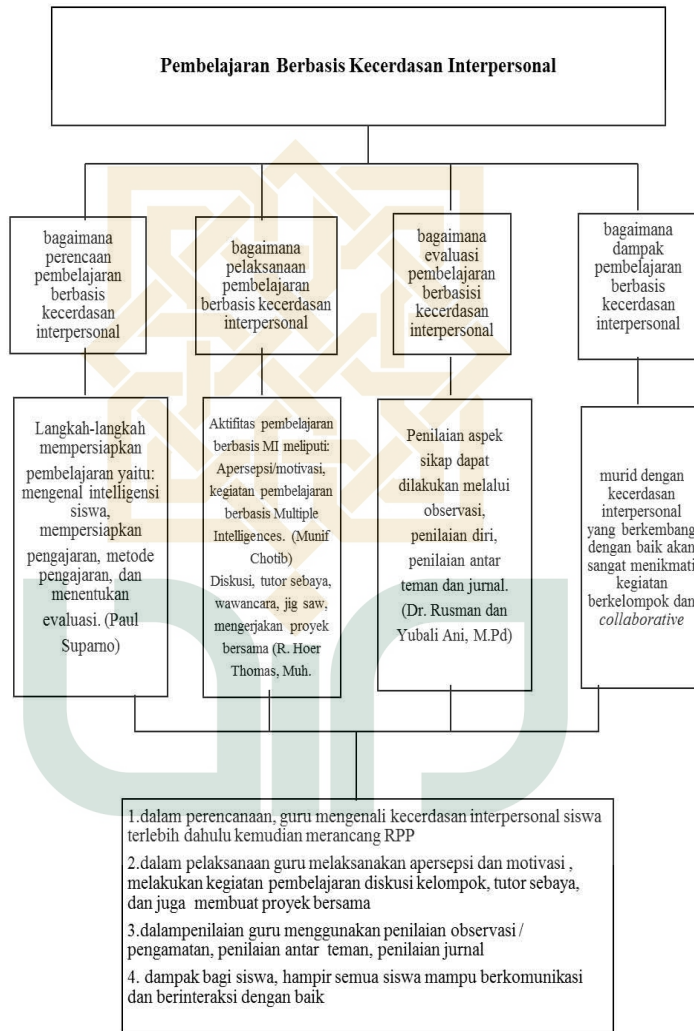 Pembelajaran Berbasis Kecerdasan Interpersonal
bagaimana
perencaan
pembelajaran
berbasis
kecerdasan
interpersonal
bagaimana
pelaksanaan
pembelajaran
berbasis kecerdasan
interpersonal
bagaimana
evaluasi
pembelajaran
berbasisi
kecerdasan
interpersonal
bagaimana
dampak
pembelajaran
berbasis
kecerdasan
interpersonal
Langkah-langkah
mempersiapkan
pembelajaran yaitu:
mengenal intelligensi
siswa,
mempersiapkan
pengajaran, metode
pengajaran, dan
menentukan
evaluasi. (Paul
Suparno)
Aktifitas pembelajaran
berbasis MI meliputi:
Apersepsi/motivasi,
kegiatan pembelajaran
berbasis Multiple
Intelligences. (Munif
Chotib)
Diskusi, tutor sebaya,
wawancara, jig saw,
mengerjakan proyek
bersama (R. Hoer
Thomas, Muh.
Penilaian aspek
sikap dapat
dilakukan melalui
observasi,
penilaian diri,
penilaian antar
teman dan jurnal.
(Dr. Rusman dan
Yubali Ani, M.Pd)
murid dengan
kecerdasan
interpersonal
yang berkembang
dengan baik akan
sangat menikmati
kegiatan
berkelompok dan
collaborative
1.dalam perencanaan, guru mengenali kecerdasan interpersonal siswa
terlebih dahulu kemudian merancang RPP
2.dalam pelaksanaan guru melaksanakan apersepsi dan motivasi ,
melakukan kegiatan pembelajaran diskusi kelompok, tutor sebaya,
dan juga membuat proyek bersama
3.dalampenilaian guru menggunakan penilaian observasi /
pengamatan, penilaian antar teman, penilaian jurnal
4. dampak bagi siswa, hampir semua siswa mampu berkomunikasi
dan berinteraksi dengan baik